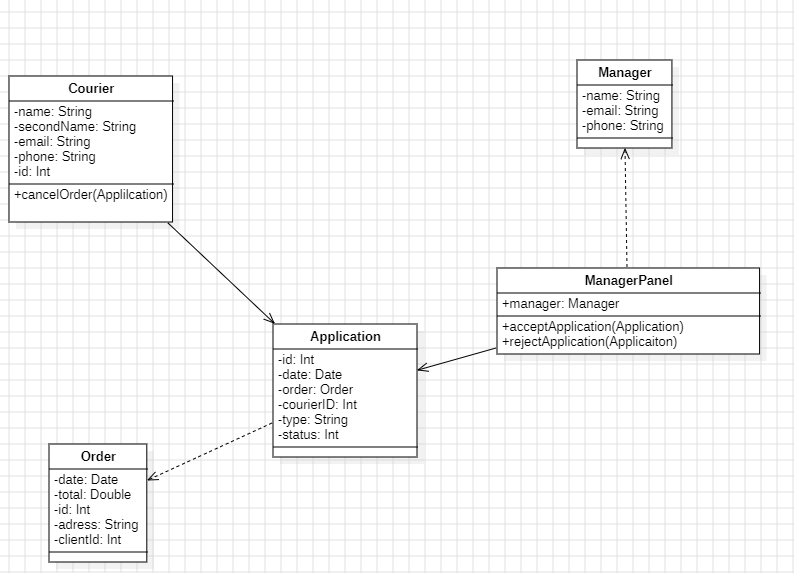 Courier
-name: String
-secondName: String
-email: String
-phone: String
-id: Int
+cancelOrder(Applilcation)
Manager
-name: String
-email: String
-phone: String
ManagerPanel
+manager: Manager
+acceptApplication(Application)
+rejectApplication(Applicaiton)
Application
-id: Int
-date: Date
-order: Order
-courierID: Int
-type: String
-status: Int
Order
-date: Date
-total: Double
-id: Int
-adress: String
-clientId: Int